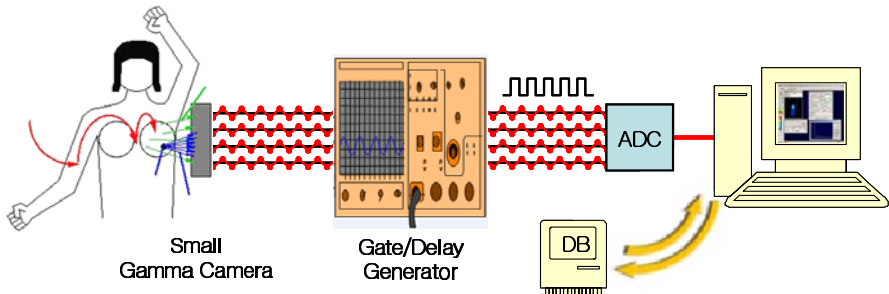 ADC
DB
Small
Gamma Camera
Gate/Delay
Generator